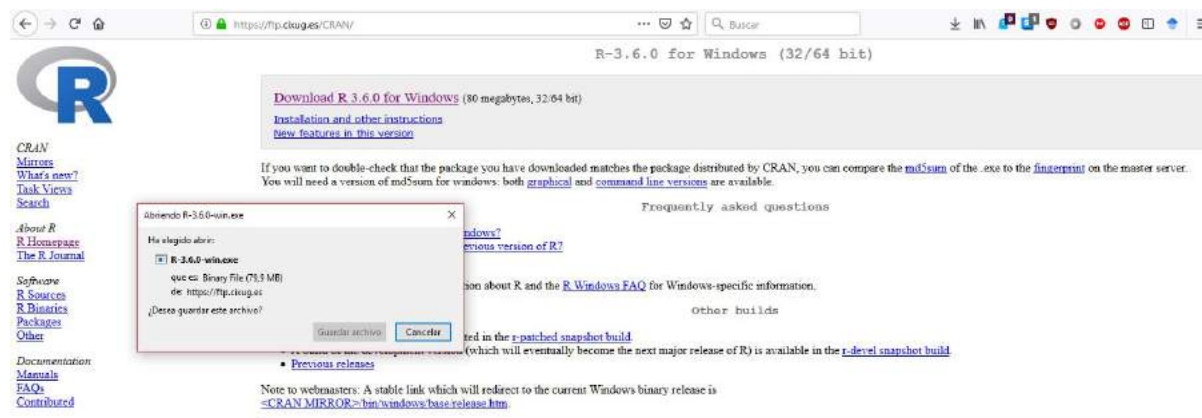 https://ftp.cixug.es/CRAN/
Buscar
R-3.6.0 for Windows (32/64 bit)
R
Download R 3.6.0 for Windows (80 megabytes, 32/64 bit)
Installation and other instructions
New features in this version
CRAN
Mirrors
What's new?
Task Views
Search
About R
R Homepage
The R Journal
Software
R Sources
R Binaries
Packages
Other
Documentation
Manuals
FAQs
Contributed
If you want to double-check that the package you have downloaded matches the package distributed by CRAN, you can compare the md5sum of the .exe to the fingerprint on the master server.
You will need a version of md5sum for windows: both graphical and command line versions are available.
Frequently asked questions
ndows?
evious version of R?
ion about R and the R Windows FAQ for Windows-specific information.
Other builds
ted in the r-patched snapshot build.
(which will eventually become the next major release of R) is available in the r-devel snapshot build.
Previous releases
Note to webmasters: A stable link which will redirect to the current Windows binary release is
<CRAN MIRROR>/bin/windows/base/release.htm.
Abriendo R-3.6.0-win.exe
Ha elegido abrir:
R-3.6.0-win.exe
que es: Binary File (79,9 MB)
de: https://ftp.cixug.es
¿Desea guardar este archivo?
Guardar archivo Cancelar